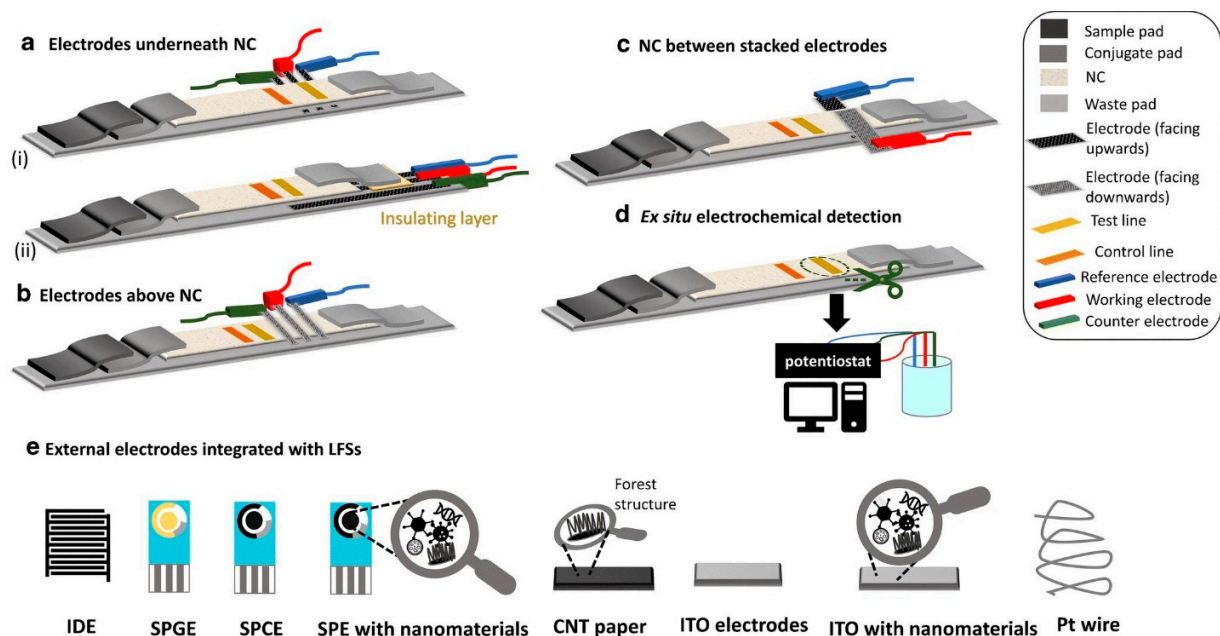 a Electrodes underneath NC
(i)
(ii)
Insulating layer
b Electrodes above NC
c NC between stacked electrodes
d Ex situ electrochemical detection
potentiostat
Sample pad
Conjugate pad
NC
Waste pad
Electrode (facing
upwards)
Electrode (facing
downwards)
Test line
Control line
Reference electrode
Working electrode
Counter electrode
e External electrodes integrated with LFSs
Forest
structure
IDE
SPGE
SPCE
SPE with nanomaterials
CNT paper
ITO electrodes
ITO with nanomaterials
Pt wire